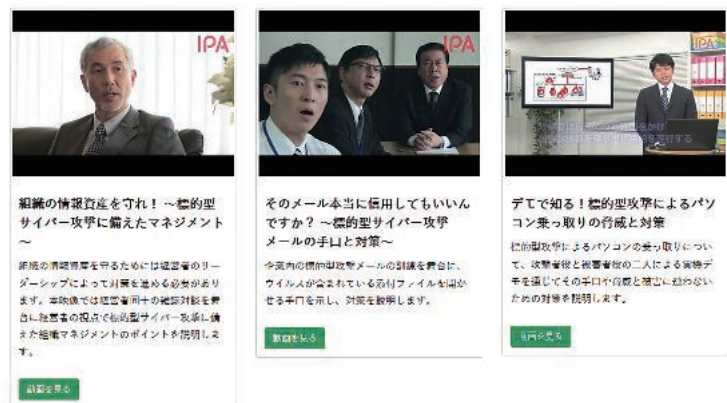 IPA
組織の情報資産を守れ! ～標的型
サイバー攻撃に備えたマネジメント
～
組織の情報資産を守るためには経営者のリー
ダーシップによって対策を進める必要があり
ます。本映像では経営者同士の雑談対談を舞
台に経営者の視点で標的型サイバー攻撃に備
えた組織マネジメントのポイントを説明しま
す。
動画を見る
IPA
そのメール本当に信用してもいいん
ですか? ～標的型サイバー攻撃
メールの手口と対策～
企業内の標的型攻撃メールの訓練を舞台に、
ウイルスが含まれている添付ファイルを開か
せる手口を示し、対策を説明します。
動画を見る
IPA
デモで知る! 標的型攻撃によるパソ
コン乗っ取りの脅威と対策
標的型攻撃によるパソコンの乗っ取りについ
て、攻撃者役と被害者役の二人による実機デ
モを通じてその手口や脅威と被害に遭わない
ための対策を説明します。
動画を見る